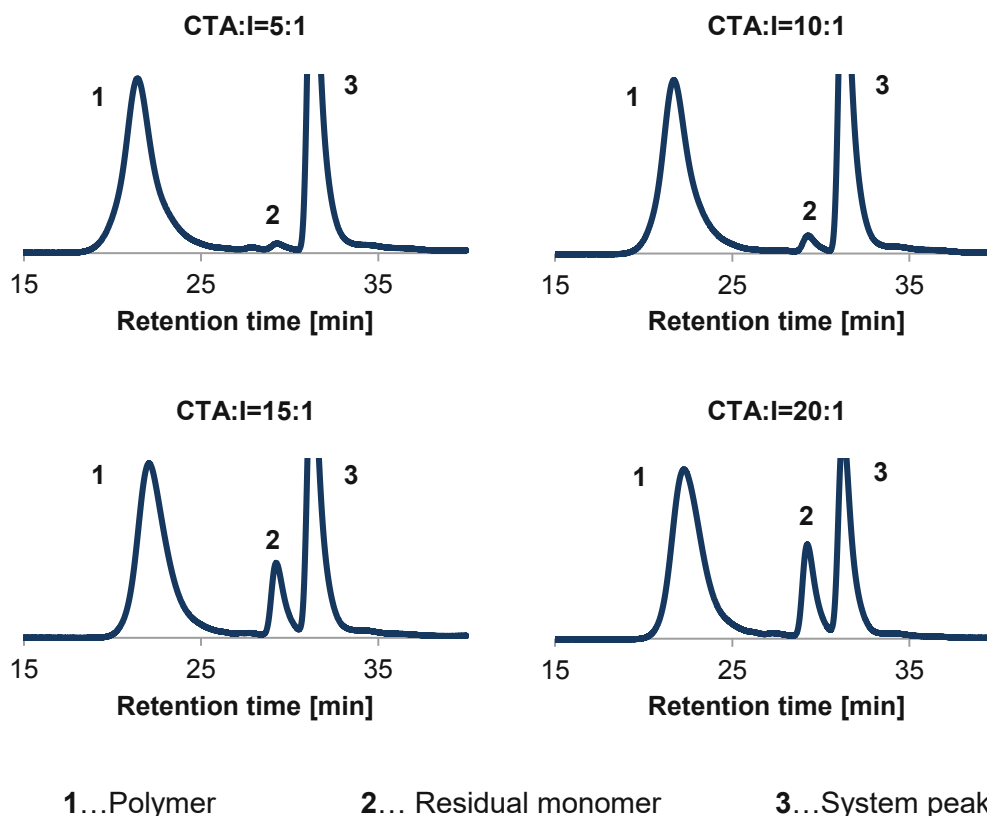 CTA:I=5:1
1
2
3
15 25 35
Retention time [min]
CTA:I=10:1
1
2
3
15 25 35
Retention time [min]
CTA:I=15:1
1
2
3
15 25 35
Retention time [min]
CTA:I=20:1
1
2
3
15 25 35
Retention time [min]
1…Polymer 2… Residual monomer 3…System peak